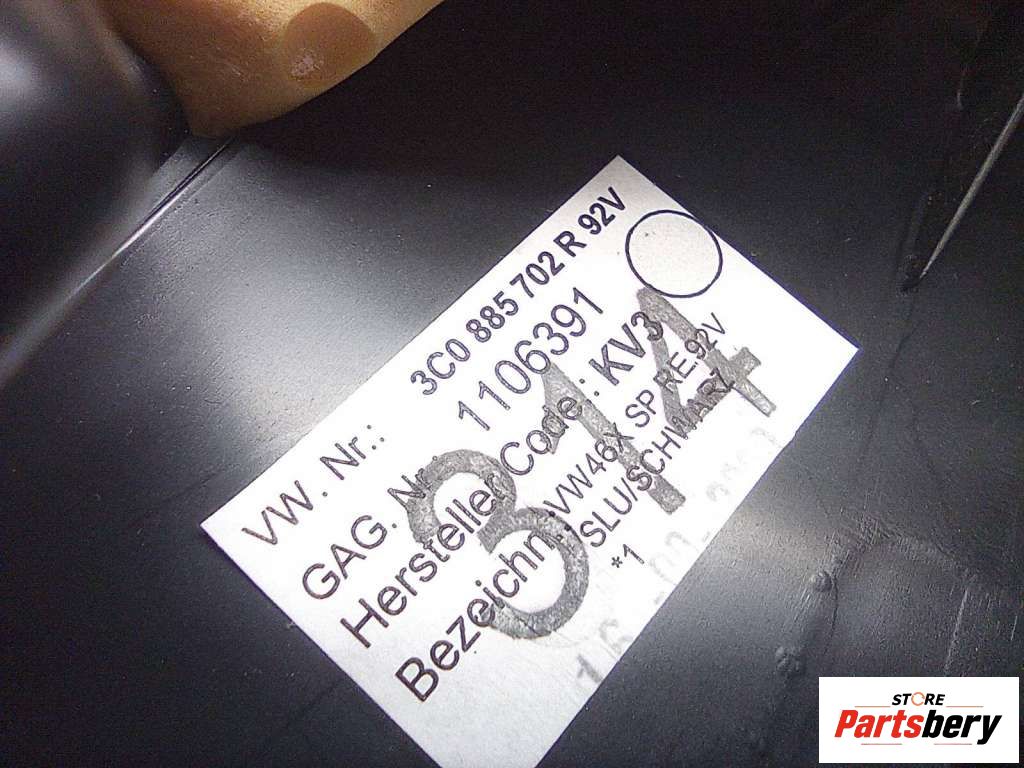 VW. Nr.: 3C0 885 702 R 92V
GAG. Nr. 1106391
Hersteller Code : KV3
Bezeichn.: VW46X SP.RE.92V
SLU/SCHWARZ
*1
314
STORE
Partsbery